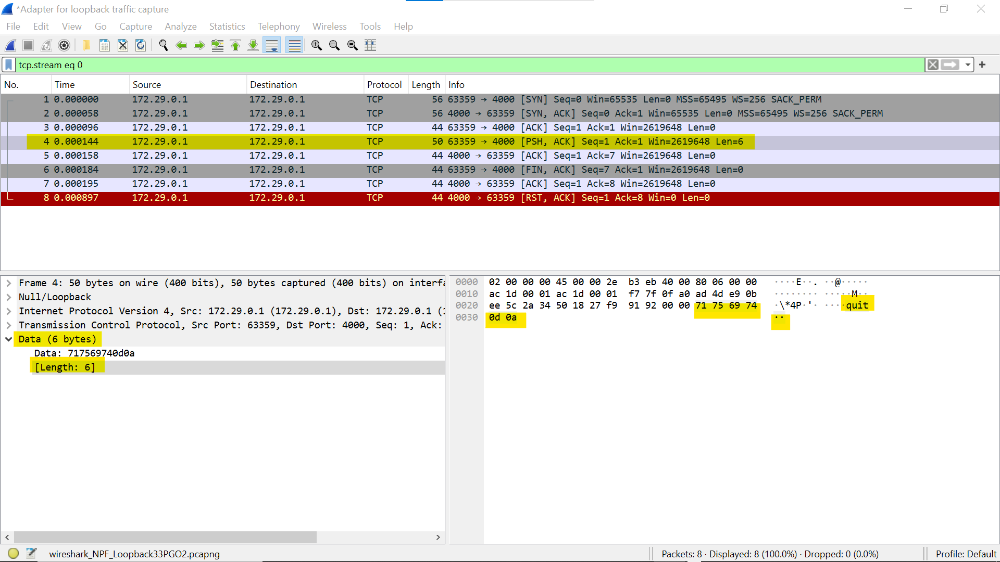 *Adapter for loopback traffic capture
File Edit View Go Capture Analyze Statistics Telephony Wireless Tools Help
tcp.stream eq 0
No. Time Source Destination Protocol Length Info
1 0.000000 172.29.0.1 172.29.0.1 TCP 56 63359 → 4000 [SYN] Seq=0 Win=65535 Len=0 MSS=65495 WS=256 SACK_PERM
2 0.000058 172.29.0.1 172.29.0.1 TCP 56 4000 → 63359 [SYN, ACK] Seq=0 Ack=1 Win=65535 Len=0 MSS=65495 WS=256 SACK_PERM
3 0.000096 172.29.0.1 172.29.0.1 TCP 44 63359 → 4000 [ACK] Seq=1 Ack=1 Win=2619648 Len=0
4 0.000144 172.29.0.1 172.29.0.1 TCP 50 63359 → 4000 [PSH, ACK] Seq=1 Ack=1 Win=2619648 Len=6
5 0.000158 172.29.0.1 172.29.0.1 TCP 44 4000 → 63359 [ACK] Seq=1 Ack=7 Win=2619648 Len=0
6 0.000184 172.29.0.1 172.29.0.1 TCP 44 63359 → 4000 [FIN, ACK] Seq=7 Ack=1 Win=2619648 Len=0
7 0.000195 172.29.0.1 172.29.0.1 TCP 44 4000 → 63359 [ACK] Seq=1 Ack=8 Win=2619648 Len=0
8 0.000897 172.29.0.1 172.29.0.1 TCP 44 4000 → 63359 [RST, ACK] Seq=1 Ack=8 Win=0 Len=0
Frame 4: 50 bytes on wire (400 bits), 50 bytes captured (400 bits) on interfa
Null/Loopback
Internet Protocol Version 4, Src: 172.29.0.1 (172.29.0.1), Dst: 172.29.0.1 (1
Transmission Control Protocol, Src Port: 63359, Dst Port: 4000, Seq: 1, Ack:
Data (6 bytes)
Data: 717569740d0a
[Length: 6]
0000 02 00 00 00 45 00 00 2e b3 eb 40 00 80 06 00 00 ····E··. ··@·····
0010 ac 1d 00 01 ac 1d 00 01 f7 7f 0f a0 ad 4d e9 0b ········ ·····M··
0020 ee 5c 2a 34 50 18 27 f9 91 92 00 00 71 75 69 74 ·\*4P·'· ····quit
0030 0d 0a ··
wireshark_NPF_Loopback33PGO2.pcapng
Packets: 8 · Displayed: 8 (100.0%) · Dropped: 0 (0.0%)
Profile: Default